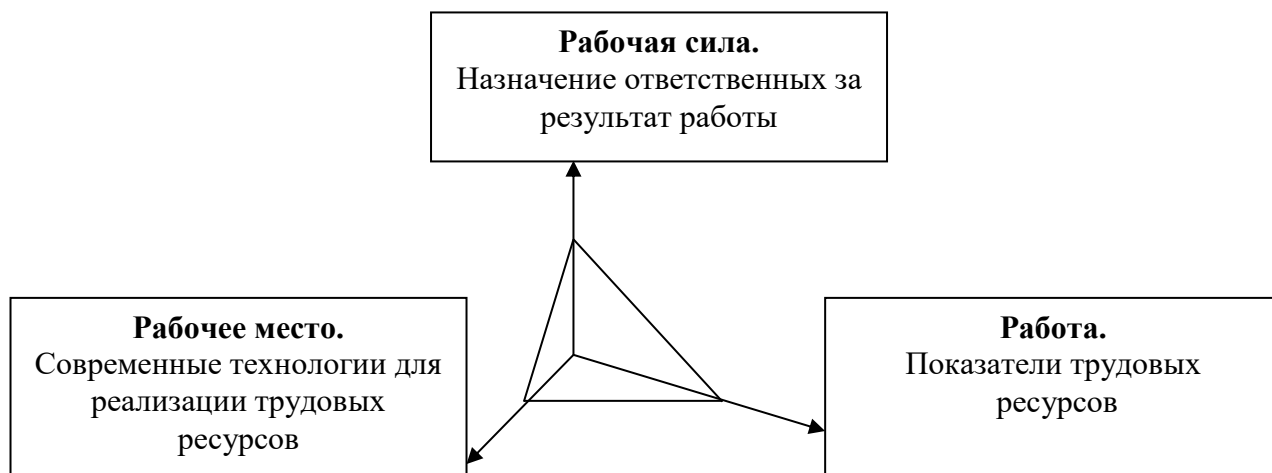 Рабочая сила.
Назначение ответственных за
результат работы
Рабочее место.
Современные технологии для
реализации трудовых
ресурсов
Работа.
Показатели трудовых
ресурсов